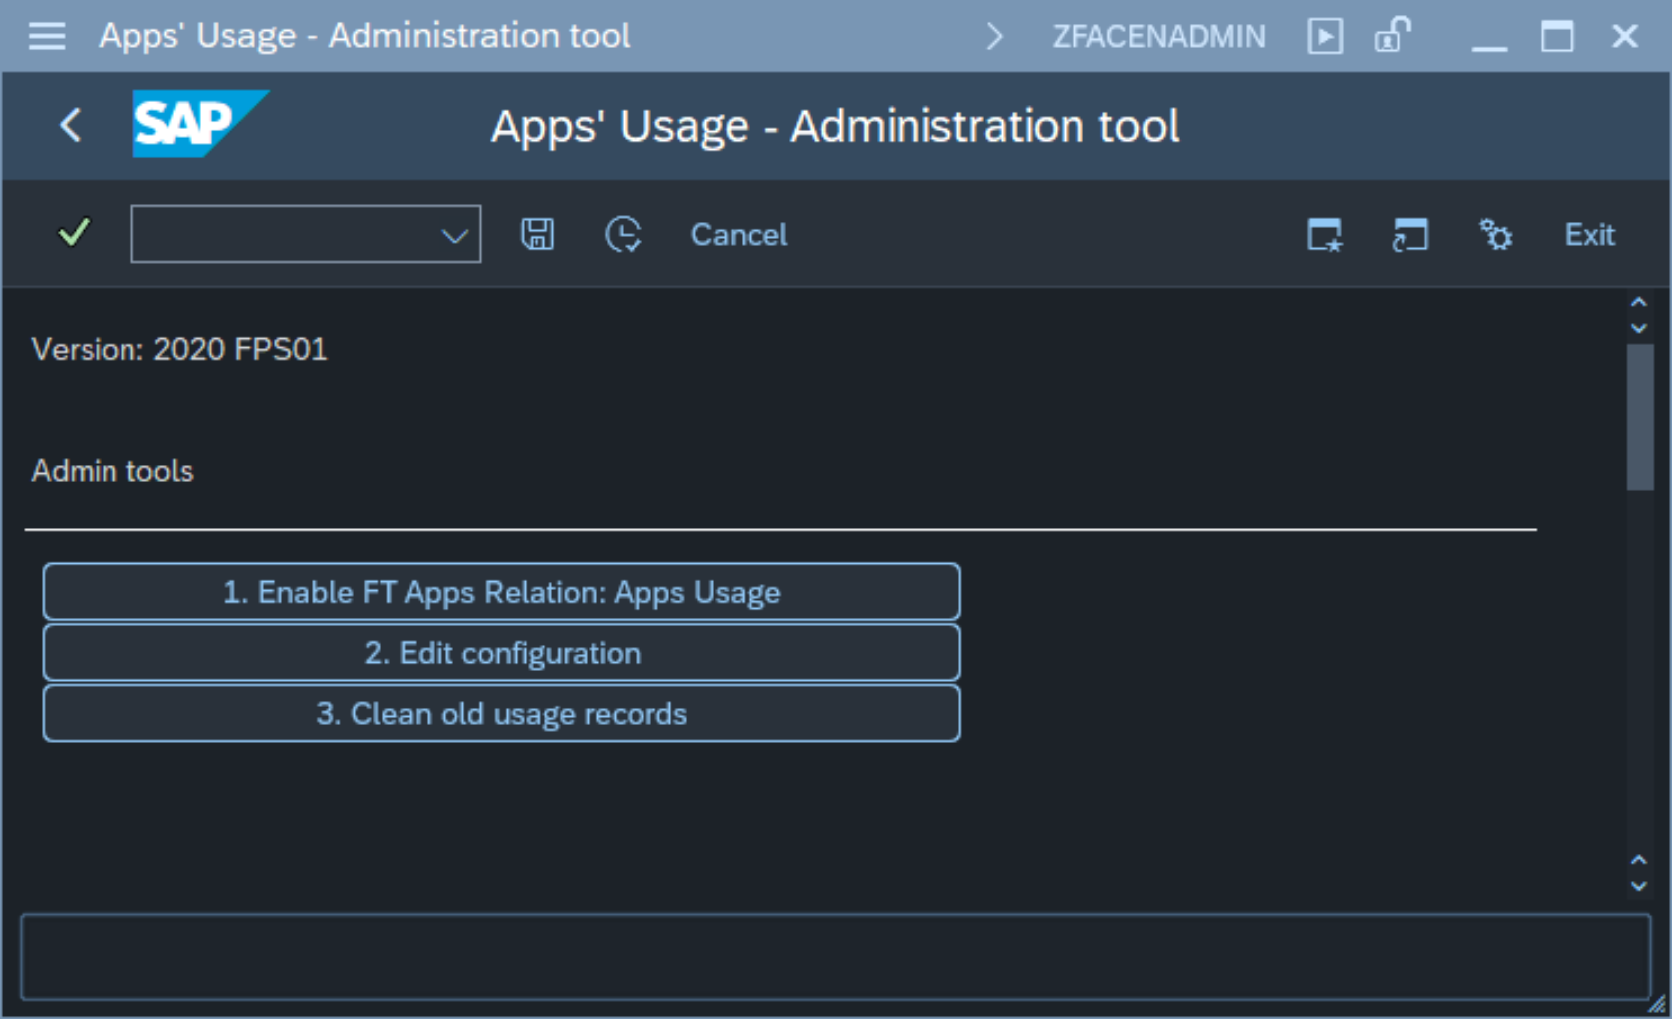 Apps' Usage - Administration tool
ZFACENADMIN
SAP
Apps' Usage - Administration tool
Cancel
Exit
Version: 2020 FPS01
Admin tools
1. Enable FT Apps Relation: Apps Usage
2. Edit configuration
3. Clean old usage records